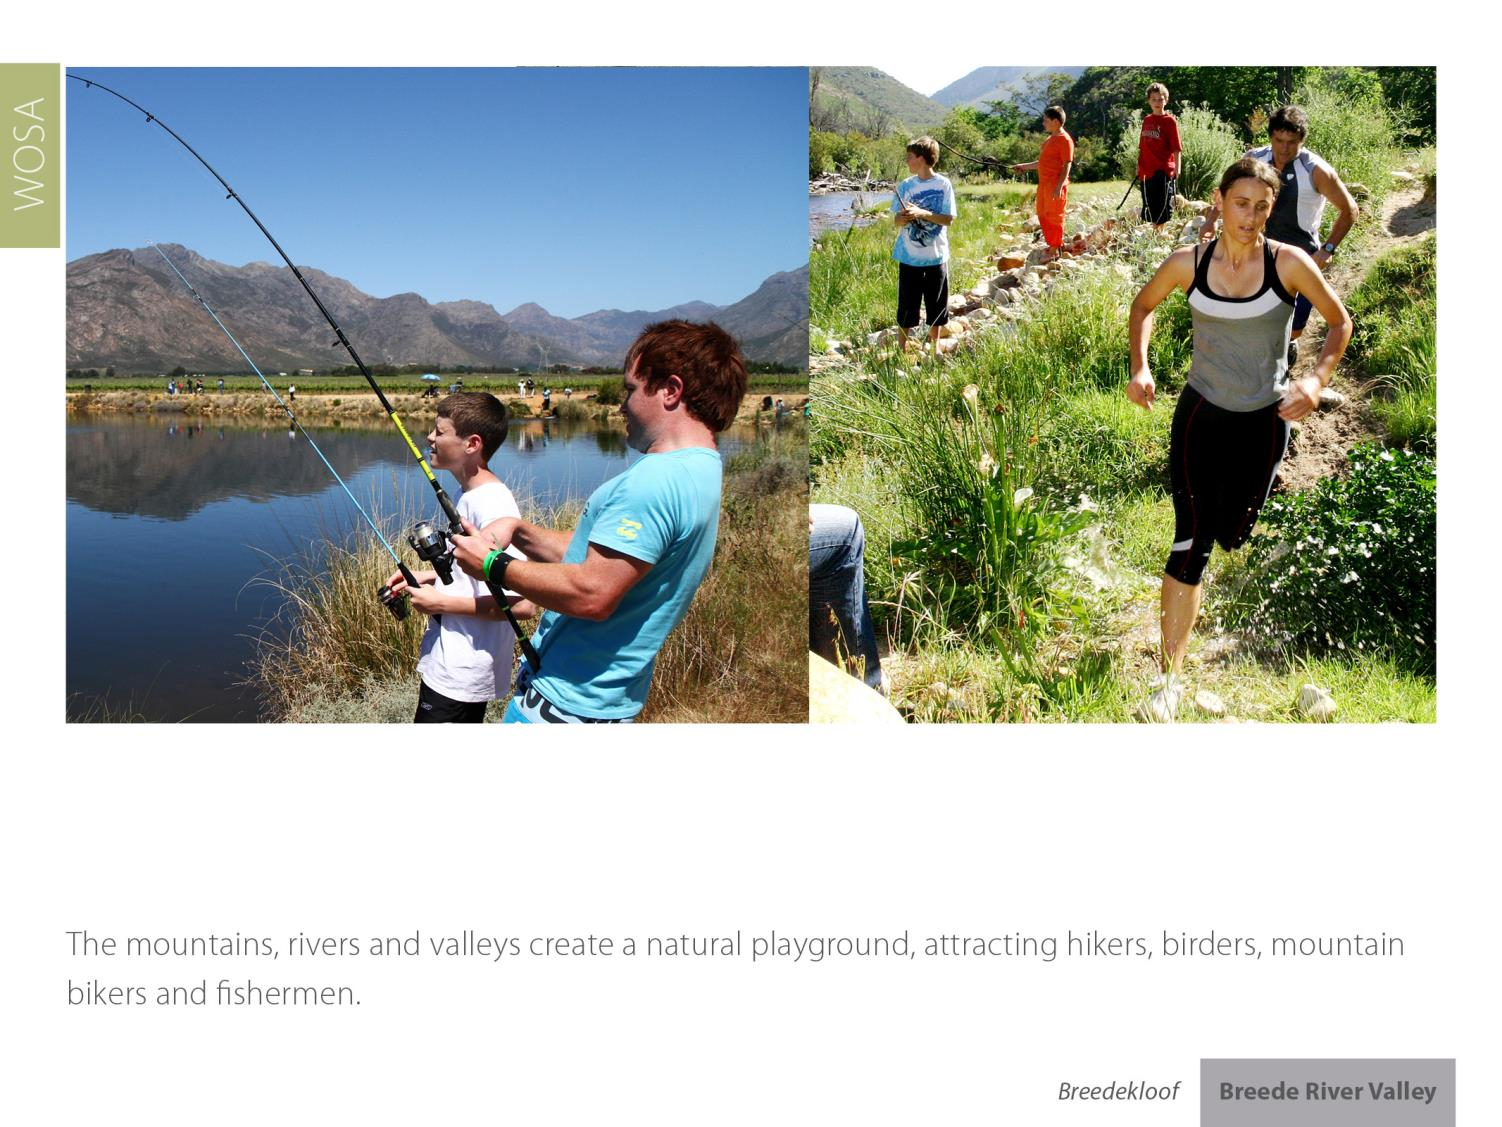 WOSA
The mountains, rivers and valleys create a natural playground, attracting hikers, birders, mountain
bikers and fishermen.
Breedekloof
Breede River Valley